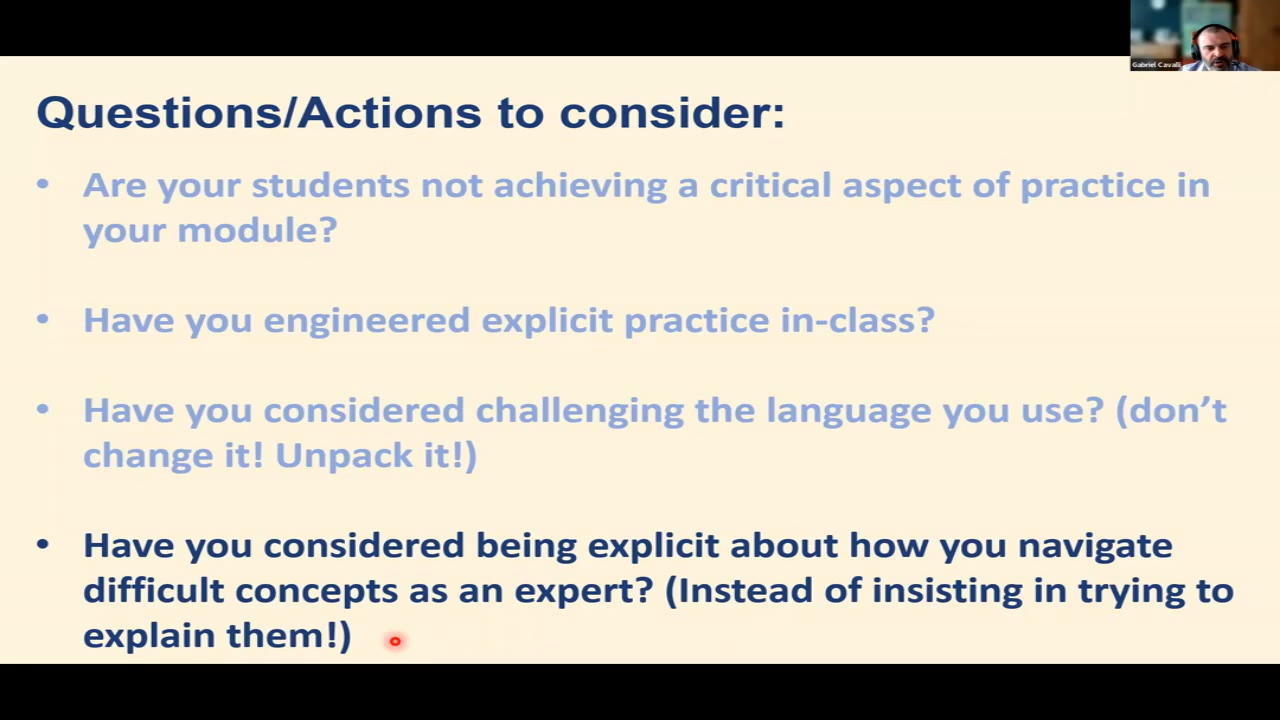 Gabriel Cavalli
Questions/Actions to consider:
• Are your students not achieving a critical aspect of practice in
your module?
• Have you engineered explicit practice in-class?
• Have you considered challenging the language you use? (don’t
change it! Unpack it!)
• Have you considered being explicit about how you navigate
difficult concepts as an expert? (Instead of insisting in trying to
explain them!)